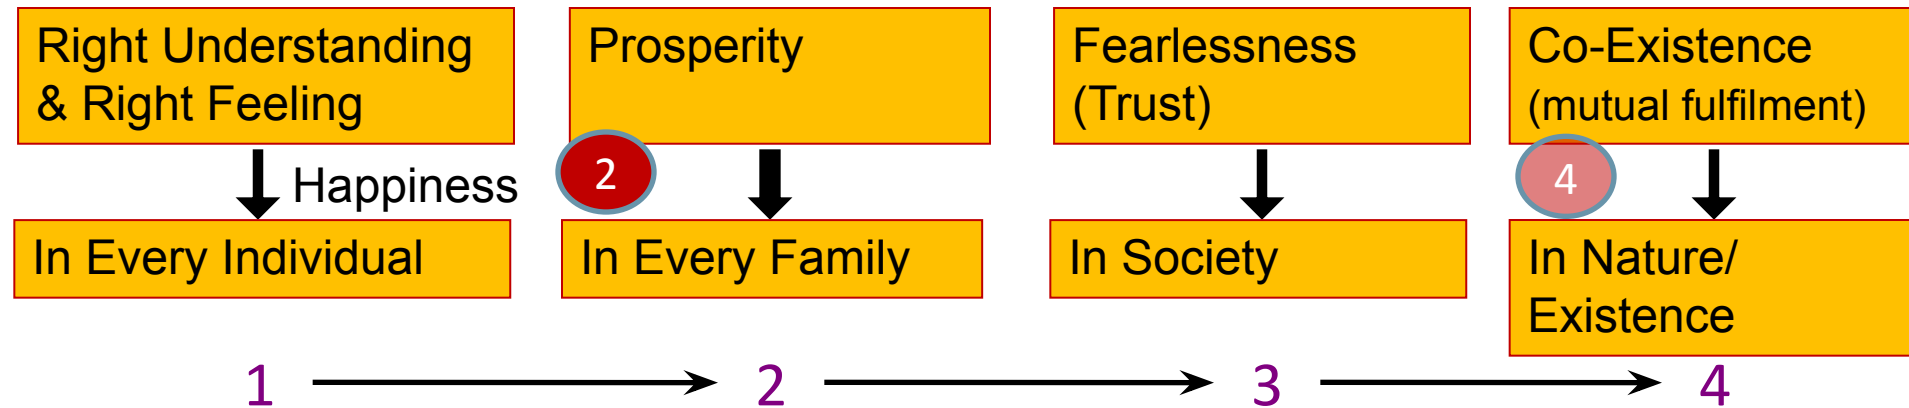 Right Understanding
& Right Feeling
Prosperity
Fearlessness
(Trust)
Co-Existence
(mutual fulfilment)
Happiness
2
4
In Every Individual
In Every Family
In Society
In Nature/
Existence
1
2
3
4